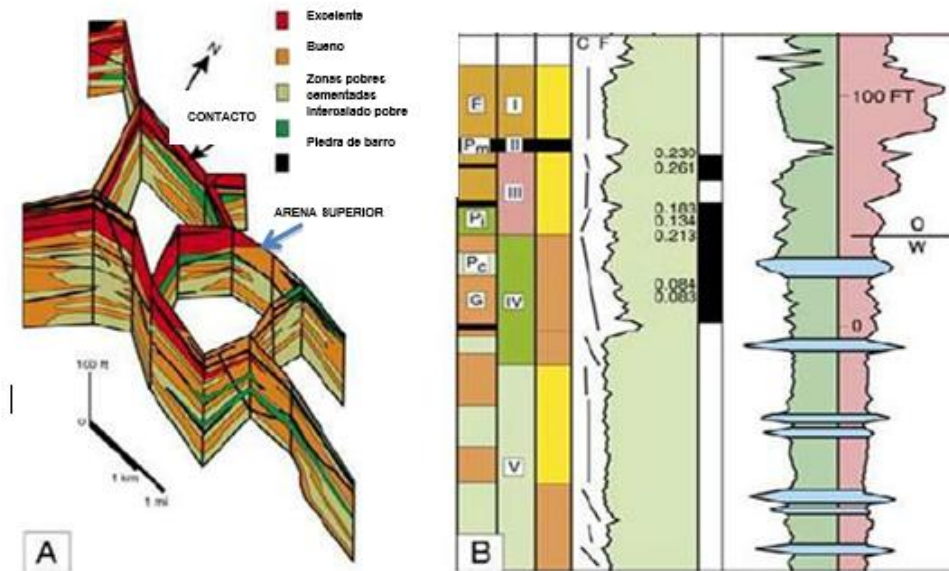 Excelente
Bueno
Zonas pobres
cementadas
Intercalado pobre
Piedra de barro
N
CONTACTO
ARENA SUPERIOR
100 ft
0
1 km
1 mi
A
C F
F
I
Pm
II
III
Pi
Pc
G
IV
V
0.230
0.261
0.183
0.134
0.213
0.084
0.083
100 FT
O
W
0
B